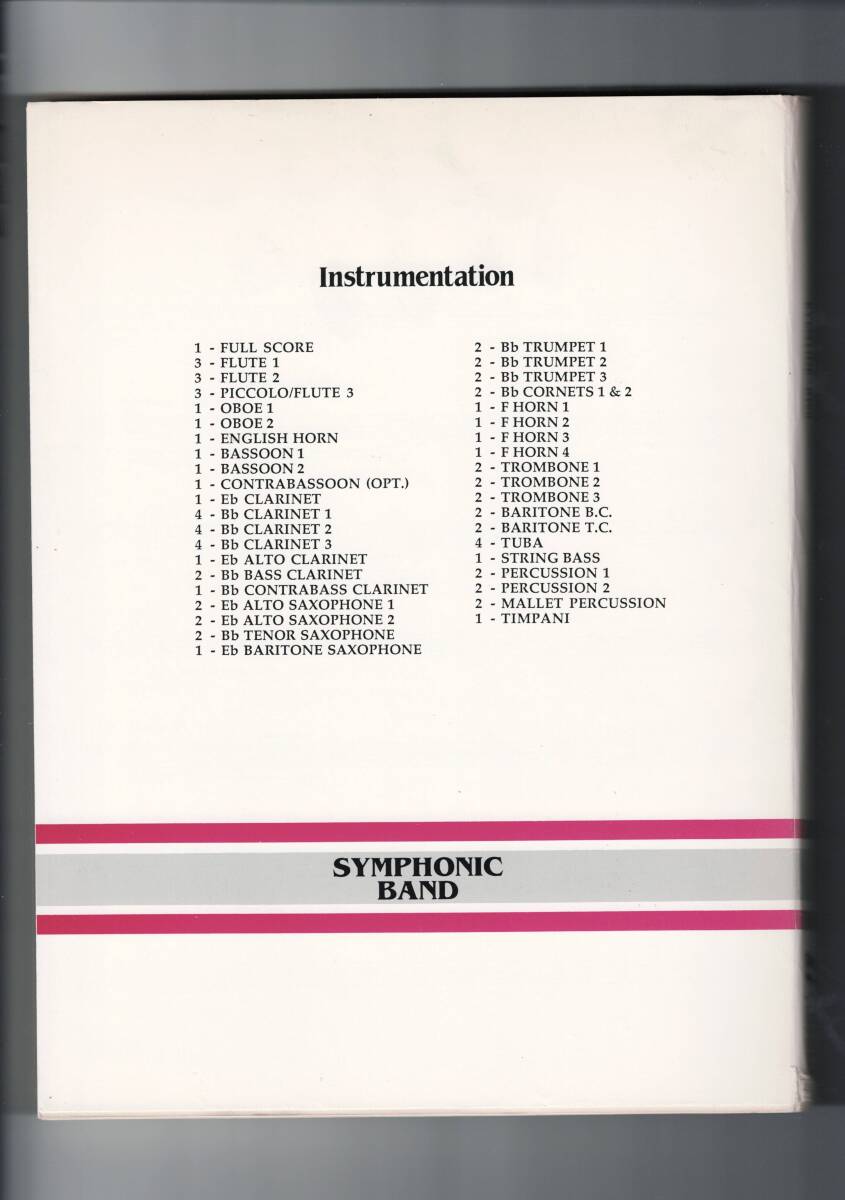 Instrumentation
1 - FULL SCORE
3 - FLUTE 1
3 - FLUTE 2
3 - PICCOLO/FLUTE 3
1 - OBOE 1
1 - OBOE 2
1 - ENGLISH HORN
1 - BASSOON 1
1 - BASSOON 2
1 - CONTRABASSOON (OPT.)
1 - Eb CLARINET
4 - Bb CLARINET 1
4 - Bb CLARINET 2
4 - Bb CLARINET 3
1 - Eb ALTO CLARINET
2 - Bb BASS CLARINET
1 - Bb CONTRABASS CLARINET
2 - Eb ALTO SAXOPHONE 1
2 - Eb ALTO SAXOPHONE 2
2 - Bb TENOR SAXOPHONE
1 - Eb BARITONE SAXOPHONE
2 - Bb TRUMPET 1
2 - Bb TRUMPET 2
2 - Bb TRUMPET 3
2 - Bb CORNETS 1 & 2
1 - F HORN 1
1 - F HORN 2
1 - F HORN 3
1 - F HORN 4
2 - TROMBONE 1
2 - TROMBONE 2
2 - TROMBONE 3
2 - BARITONE B.C.
2 - BARITONE T.C.
4 - TUBA
1 - STRING BASS
2 - PERCUSSION 1
2 - PERCUSSION 2
2 - MALLET PERCUSSION
1 - TIMPANI
SYMPHONIC
BAND